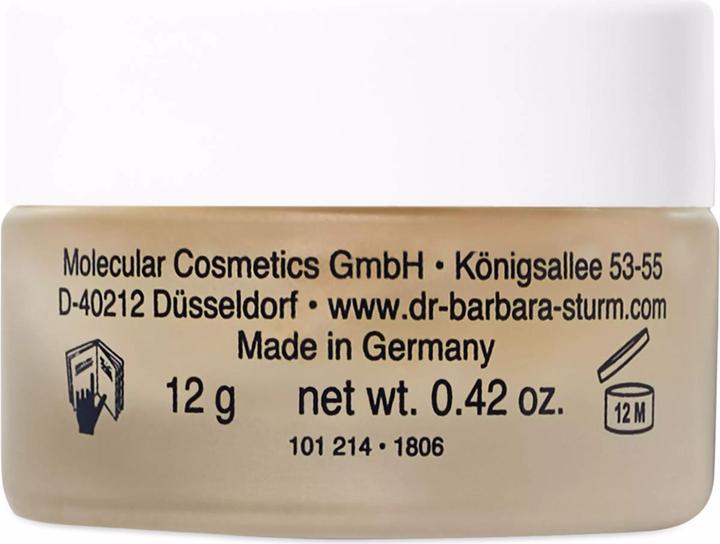 Molecular Cosmetics GmbH • Königsallee 53-55
D-40212 Düsseldorf • www.dr-barbara-sturm.com
Made in Germany
12 g net wt. 0.42 oz.
12 M
101 214 • 1806